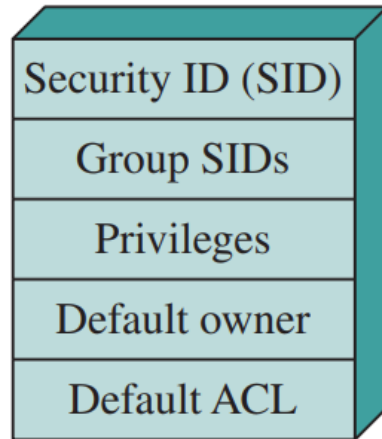 Security ID (SID)
Group SIDs
Privileges
Default owner
Default ACL